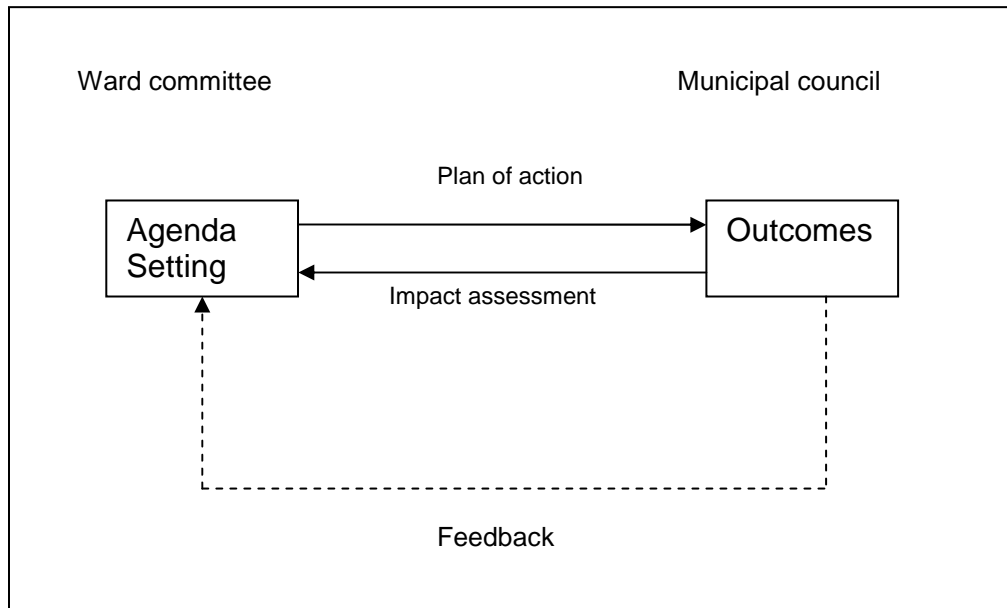 Ward committee
Municipal council
Plan of action
Agenda
Setting
Outcomes
Impact assessment
Feedback